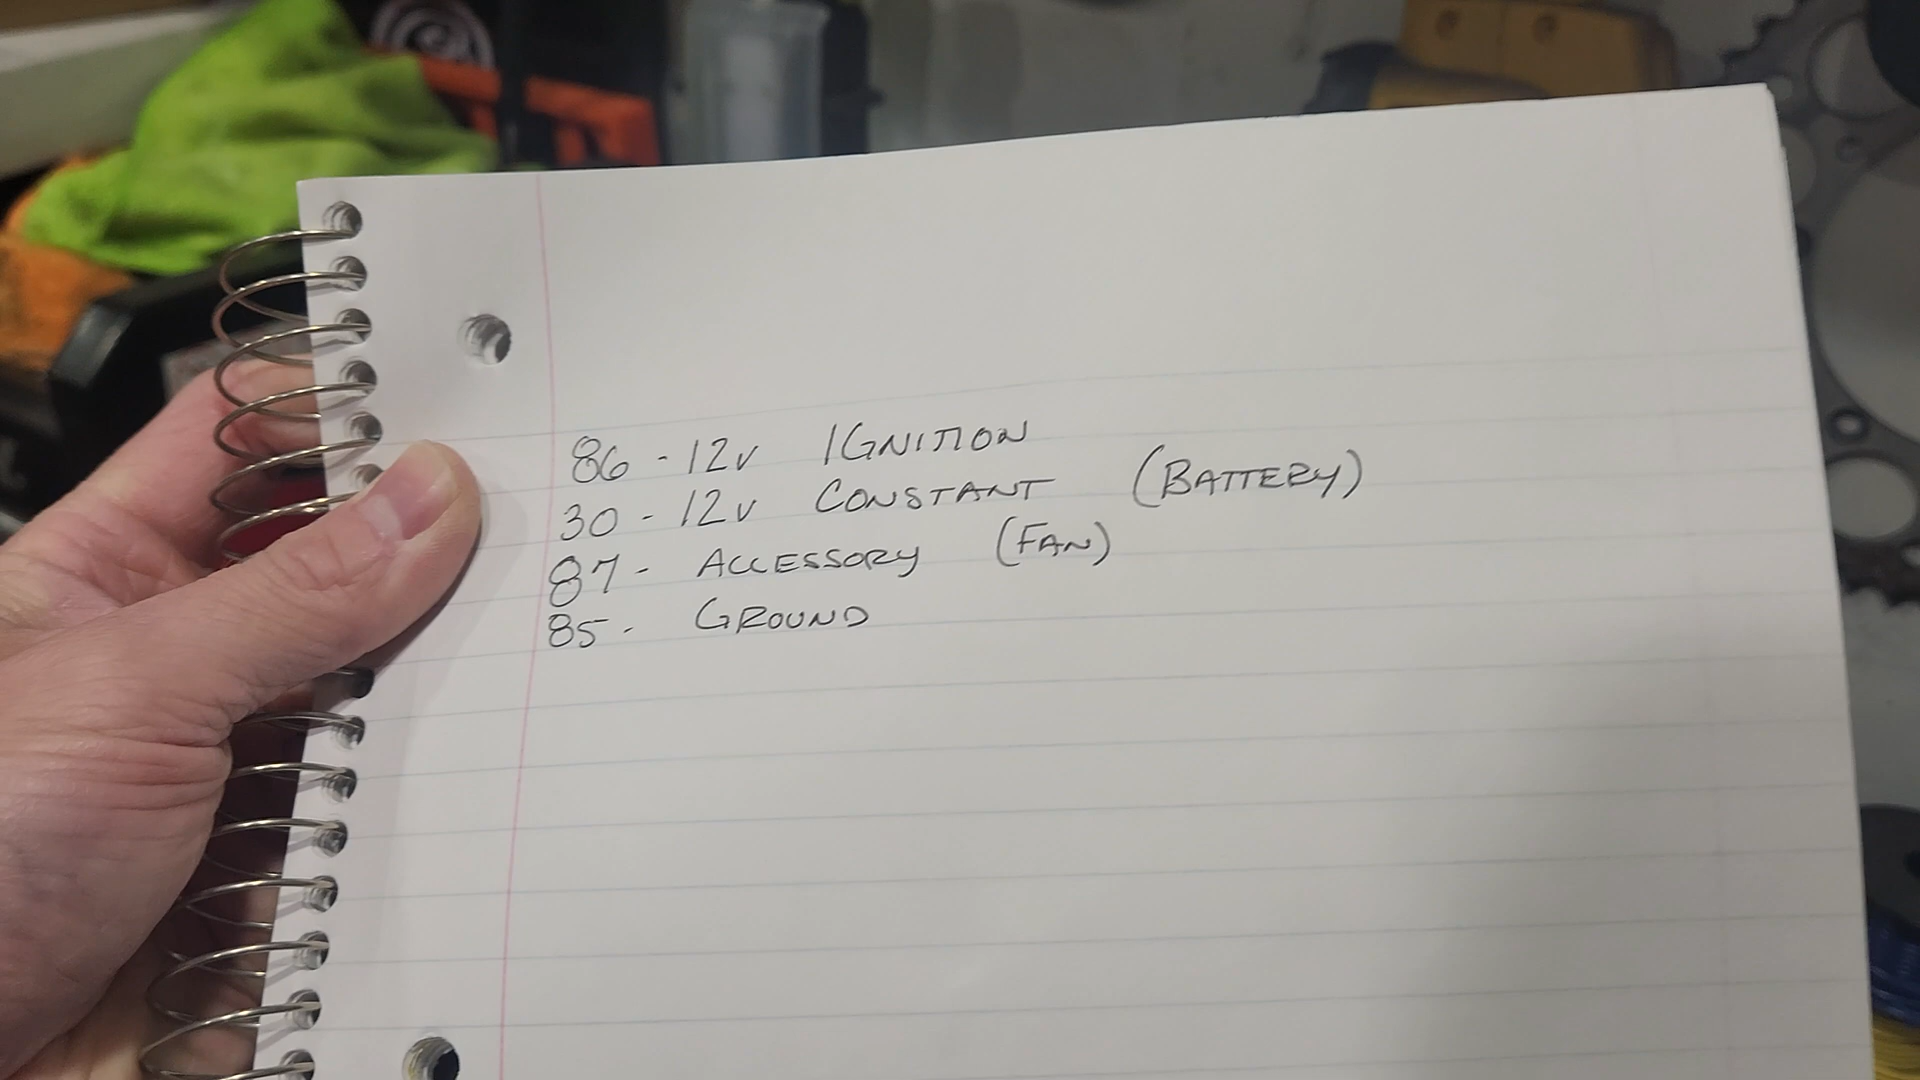 86 - 12v IGNITION
30 - 12v CONSTANT (BATTERY)
87 - ACCESSORY (FAN)
85 - GROUND